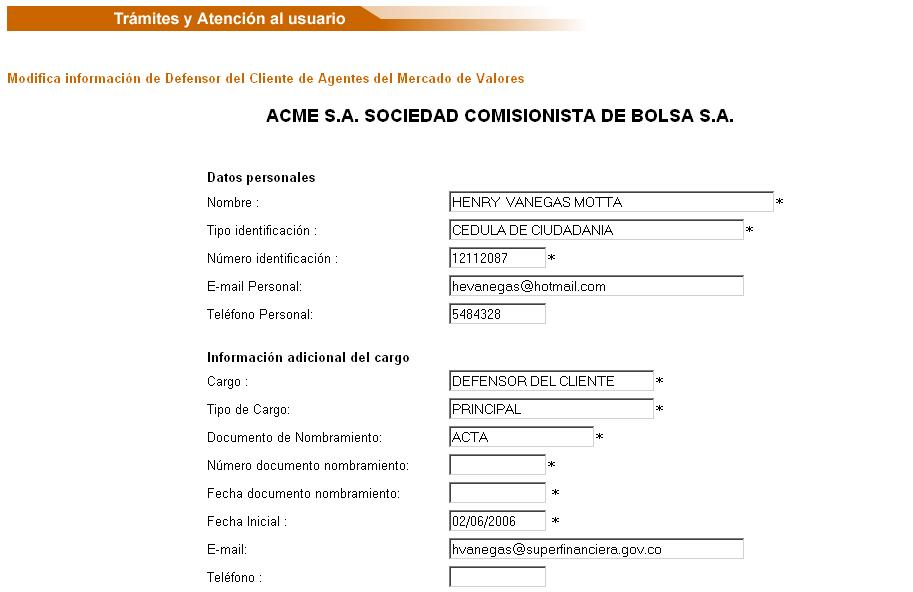 Trámites y Atención al usuario
Modifica información de Defensor del Cliente de Agentes del Mercado de Valores
ACME S.A. SOCIEDAD COMISIONISTA DE BOLSA S.A.
Datos personales
Nombre : HENRY VANEGAS MOTTA *
Tipo identificación : CEDULA DE CIUDADANIA *
Número identificación : 12112087 *
E-mail Personal: hevanegas@hotmail.com
Teléfono Personal: 5484328
Información adicional del cargo
Cargo : DEFENSOR DEL CLIENTE *
Tipo de Cargo: PRINCIPAL *
Documento de Nombramiento: ACTA *
Número documento nombramiento: *
Fecha documento nombramiento: *
Fecha Inicial : 02/06/2006 *
E-mail: hvanegas@superfinanciera.gov.co
Teléfono :